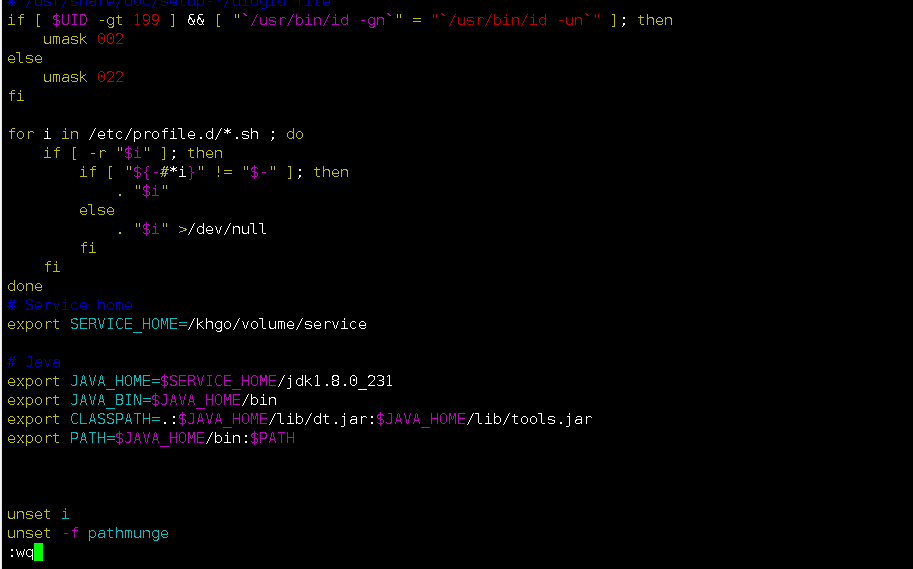 # /usr/share/doc/setup-*/uidgid file
if [ $UID -gt 199 ] && [ "`/usr/bin/id -gn`" = "`/usr/bin/id -un`" ]; then
    umask 002
else
    umask 022
fi

for i in /etc/profile.d/*.sh ; do
    if [ -r "$i" ]; then
        if [ "${-#*i}" != "$-" ]; then
            . "$i"
        else
            . "$i" >/dev/null
        fi
    fi
done
# Service home
export SERVICE_HOME=/khgo/volume/service

# Java
export JAVA_HOME=$SERVICE_HOME/jdk1.8.0_231
export JAVA_BIN=$JAVA_HOME/bin
export CLASSPATH=.:$JAVA_HOME/lib/dt.jar:$JAVA_HOME/lib/tools.jar
export PATH=$JAVA_HOME/bin:$PATH

unset i
unset -f pathmunge
:wq